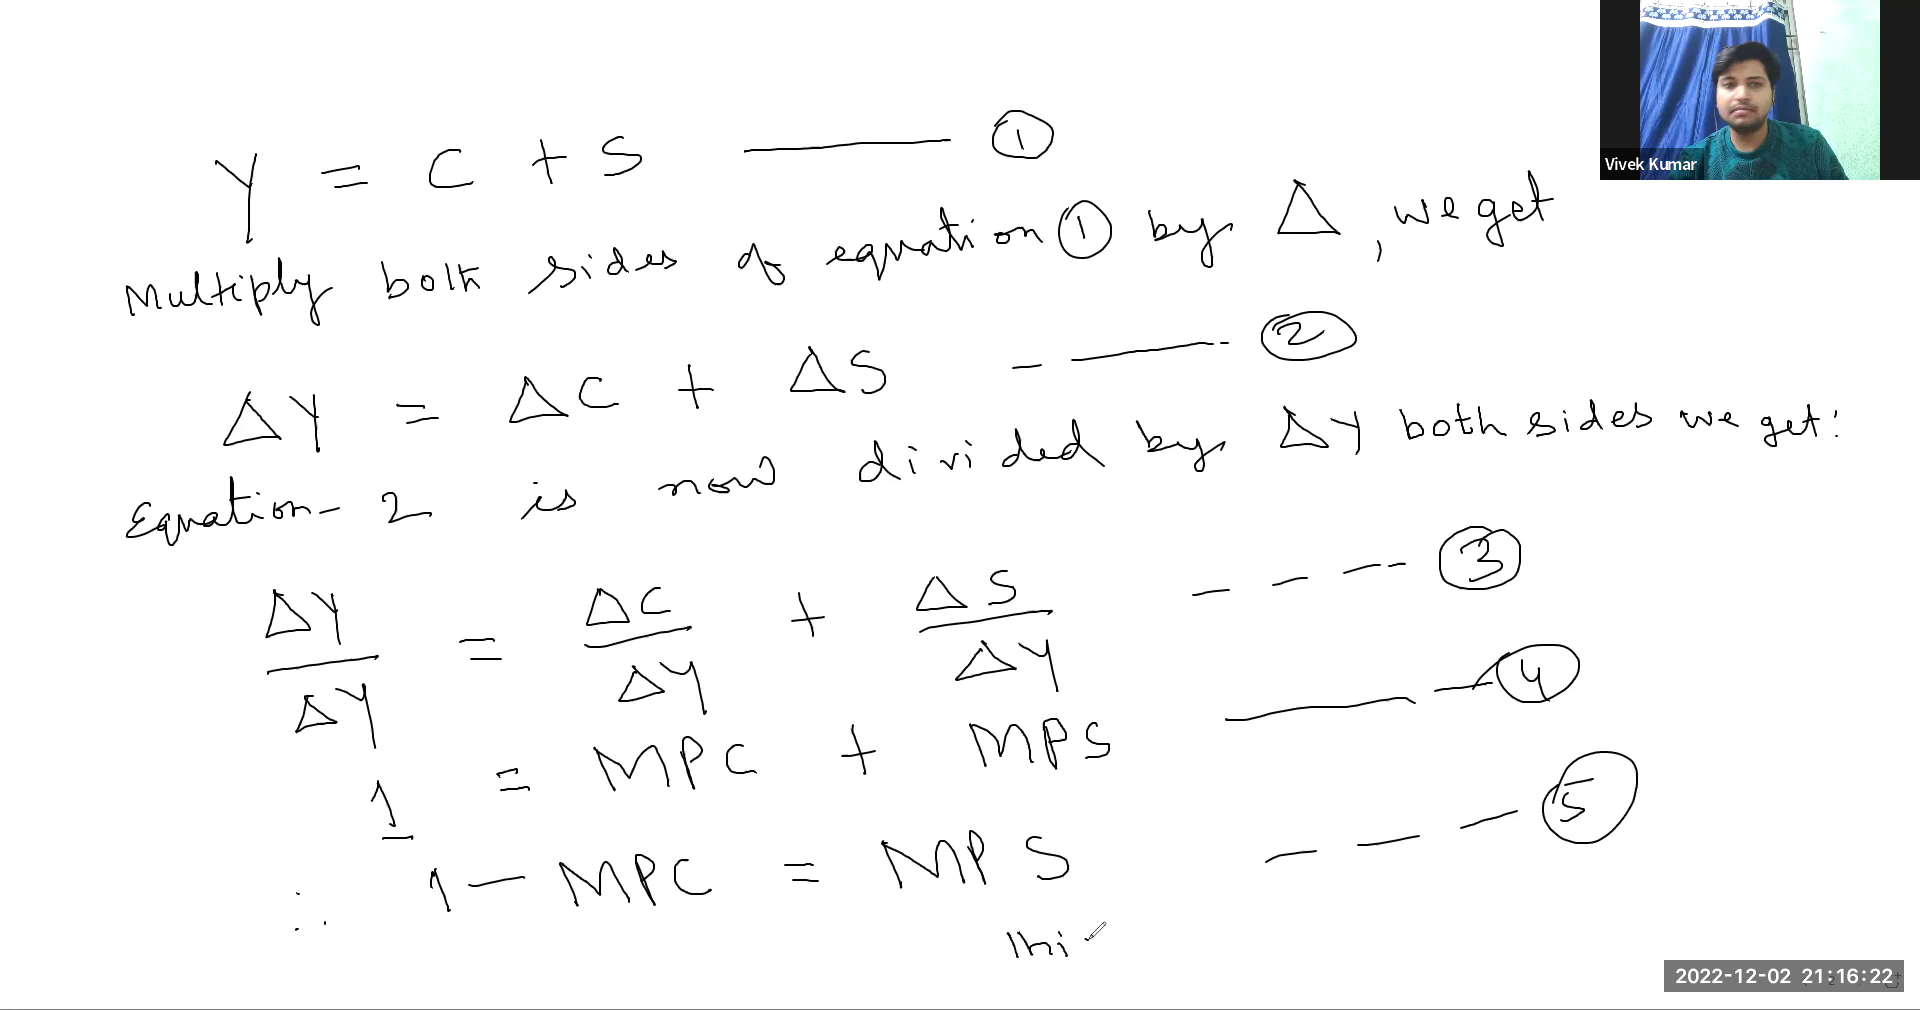 Y = C + S ——— ①
Multiply both sides of equation ① by Δ, we get
ΔY = ΔC + ΔS - ——— ②
Equation - 2 is now divided by ΔY both sides we get:
ΔY/ΔY = ΔC/ΔY + ΔS/ΔY - - - - ③
1 = MPC + MPS ——— — ④
∴ 1 — MPC = MPS — — — ⑤
thi
Vivek Kumar
2022-12-02 21:16:22